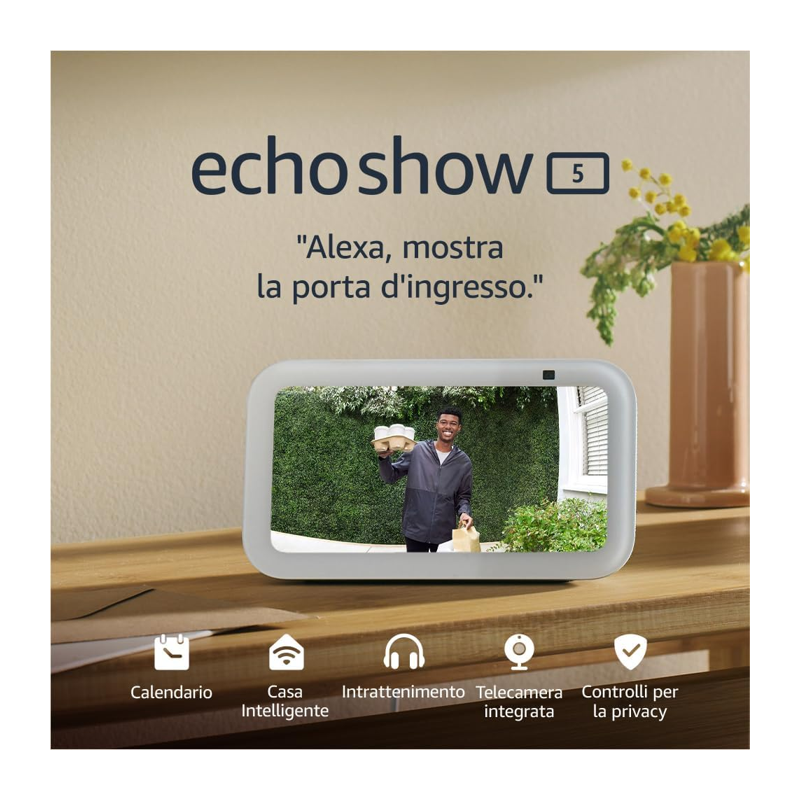 echo show 5
"Alexa, mostra
la porta d'ingresso."
Calendario
Casa
Intelligente
Intrattenimento
Telecamera
integrata
Controlli per
la privacy